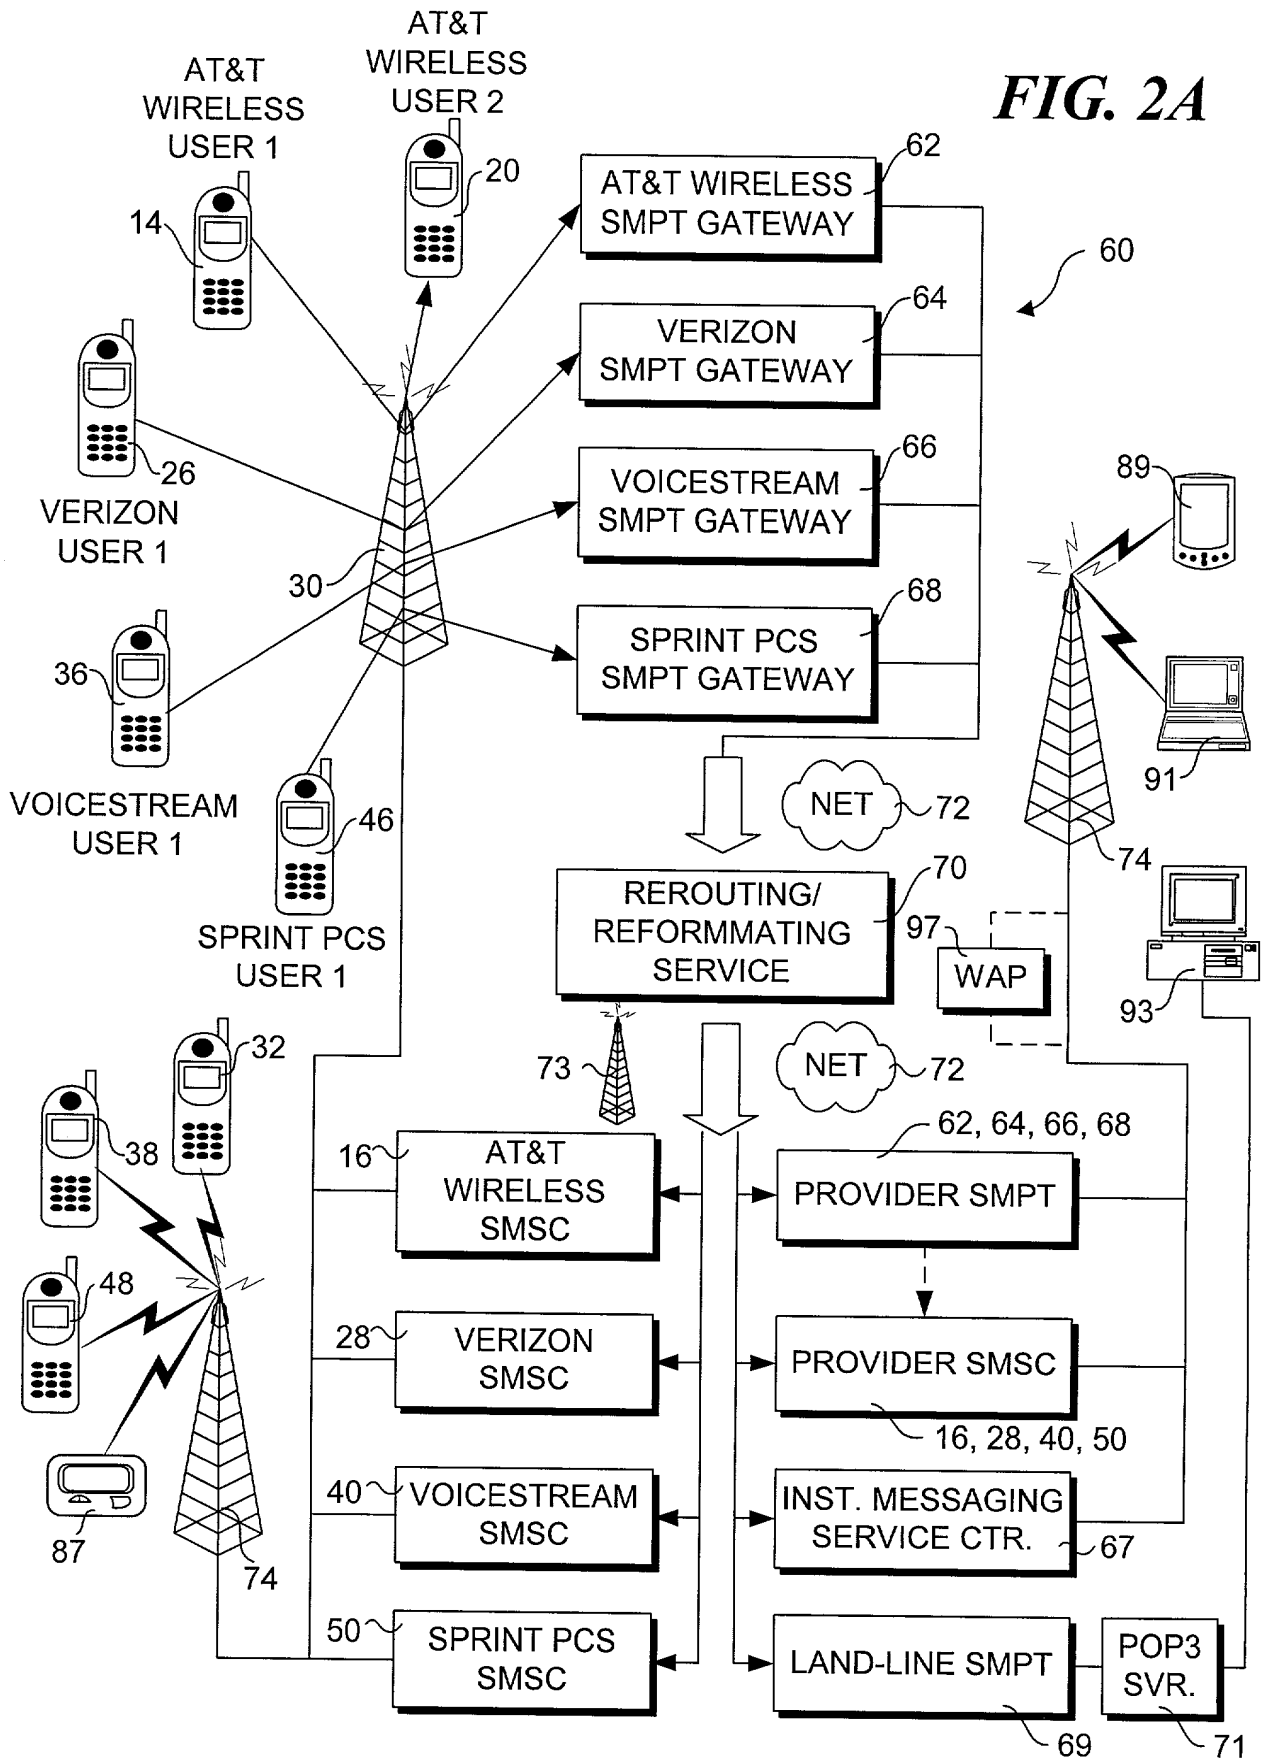 FIG. 2A
AT&T
WIRELESS
USER 1
AT&T
WIRELESS
USER 2
14
20
62
AT&T WIRELESS
SMPT GATEWAY
60
64
VERIZON
SMPT GATEWAY
26
VERIZON
USER 1
30
66
VOICESTREAM
SMPT GATEWAY
89
68
SPRINT PCS
SMPT GATEWAY
36
VOICESTREAM
USER 1
46
SPRINT PCS
USER 1
91
NET
72
74
70
REROUTING/
REFORMMATING
SERVICE
97
WAP
93
32
38
73
NET
72
16
AT&T
WIRELESS
SMSC
62, 64, 66, 68
PROVIDER SMPT
48
28
VERIZON
SMSC
PROVIDER SMSC
16, 28, 40, 50
87
74
40
VOICESTREAM
SMSC
INST. MESSAGING
SERVICE CTR.
67
50
SPRINT PCS
SMSC
LAND-LINE SMPT
69
POP3
SVR.
71